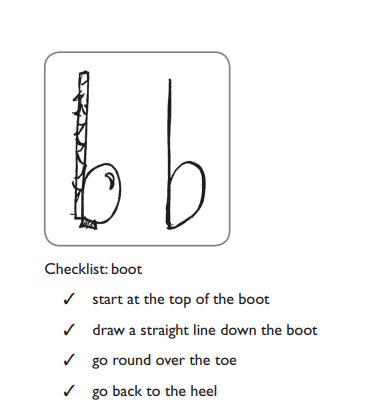 b b
Checklist: boot
✓ start at the top of the boot
✓ draw a straight line down the boot
✓ go round over the toe
✓ go back to the heel